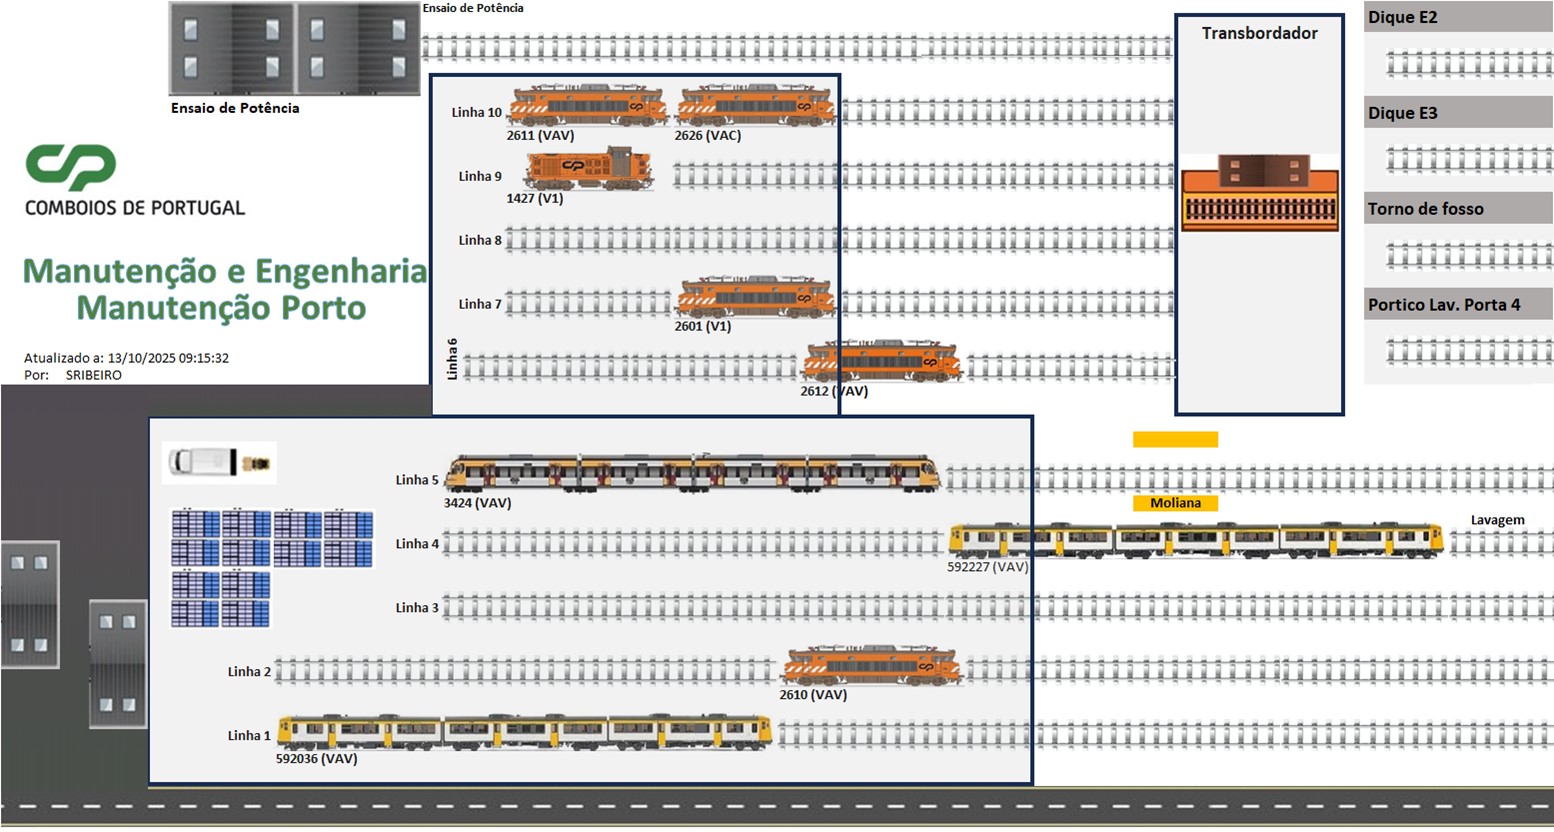 Ensaio de Potência
Ensaio de Potência
CP
COMBOIOS DE PORTUGAL
Manutenção e Engenharia
Manutenção Porto
Atualizado a: 13/10/2025 09:15:32
Por: SRIBEIRO
Linha 10
2611 (VAV)
2626 (VAC)
Linha 9
1427 (V1)
Linha 8
Linha 7
2601 (V1)
Linha 6
2612 (VAV)
Transbordador
Dique E2
Dique E3
Torno de fosso
Portico Lav. Porta 4
Linha 5
3424 (VAV)
Moliana
Lavagem
Linha 4
592227 (VAV)
Linha 3
Linha 2
2610 (VAV)
Linha 1
592036 (VAV)